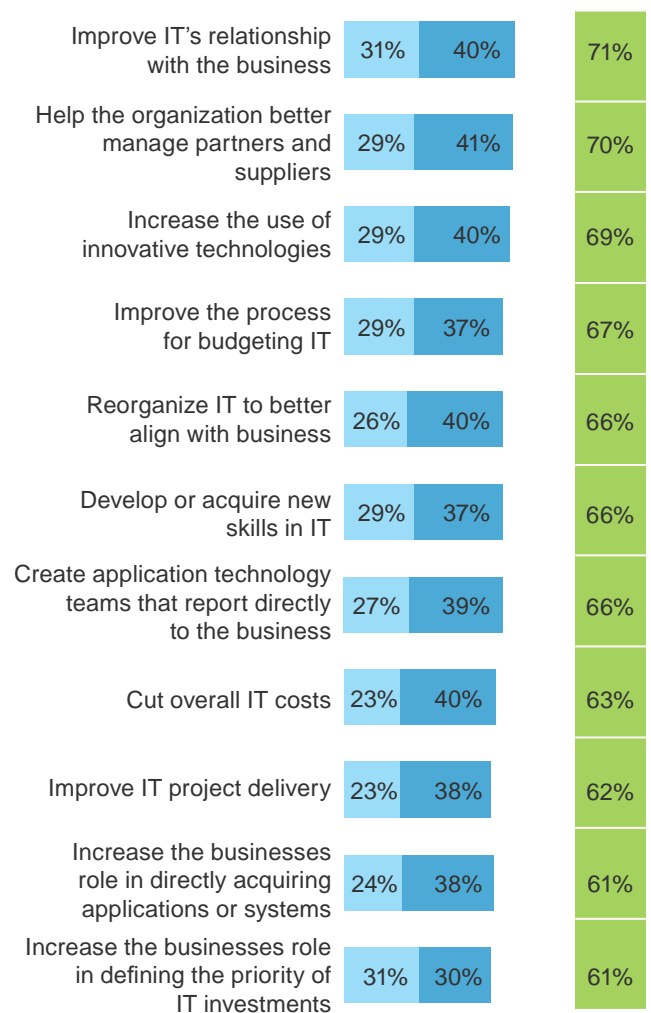 Improve IT's relationship
with the business
31% 40% 71%
Help the organization better
manage partners and
suppliers
29% 41% 70%
Increase the use of
innovative technologies
29% 40% 69%
Improve the process
for budgeting IT
29% 37% 67%
Reorganize IT to better
align with business
26% 40% 66%
Develop or acquire new
skills in IT
29% 37% 66%
Create application technology
teams that report directly
to the business
27% 39% 66%
Cut overall IT costs 23% 40% 63%
Improve IT project delivery 23% 38% 62%
Increase the businesses
role in directly acquiring
applications or systems
24% 38% 61%
Increase the businesses role
in defining the priority of
IT investments
31% 30% 61%